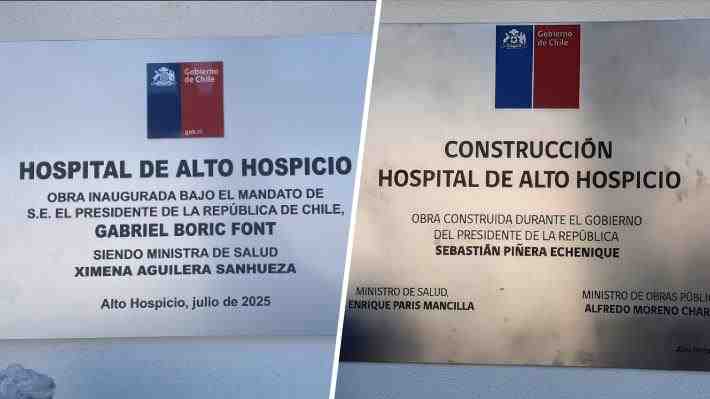 Gobierno
de Chile
gob.cl
HOSPITAL DE ALTO HOSPICIO
OBRA INAUGURADA BAJO EL MANDATO DE
S.E. EL PRESIDENTE DE LA REPÚBLICA DE CHILE,
GABRIEL BORIC FONT
SIENDO MINISTRA DE SALUD
XIMENA AGUILERA SANHUEZA
Alto Hospicio, julio de 2025
Gobierno
de Chile
CONSTRUCCIÓN
HOSPITAL DE ALTO HOSPICIO
OBRA CONSTRUIDA DURANTE EL GOBIERNO
DEL PRESIDENTE DE LA REPÚBLICA
SEBASTIÁN PIÑERA ECHENIQUE
MINISTRO DE SALUD,
ENRIQUE PARIS MANCILLA
MINISTRO DE OBRAS PÚBLIC
ALFREDO MORENO CHAR